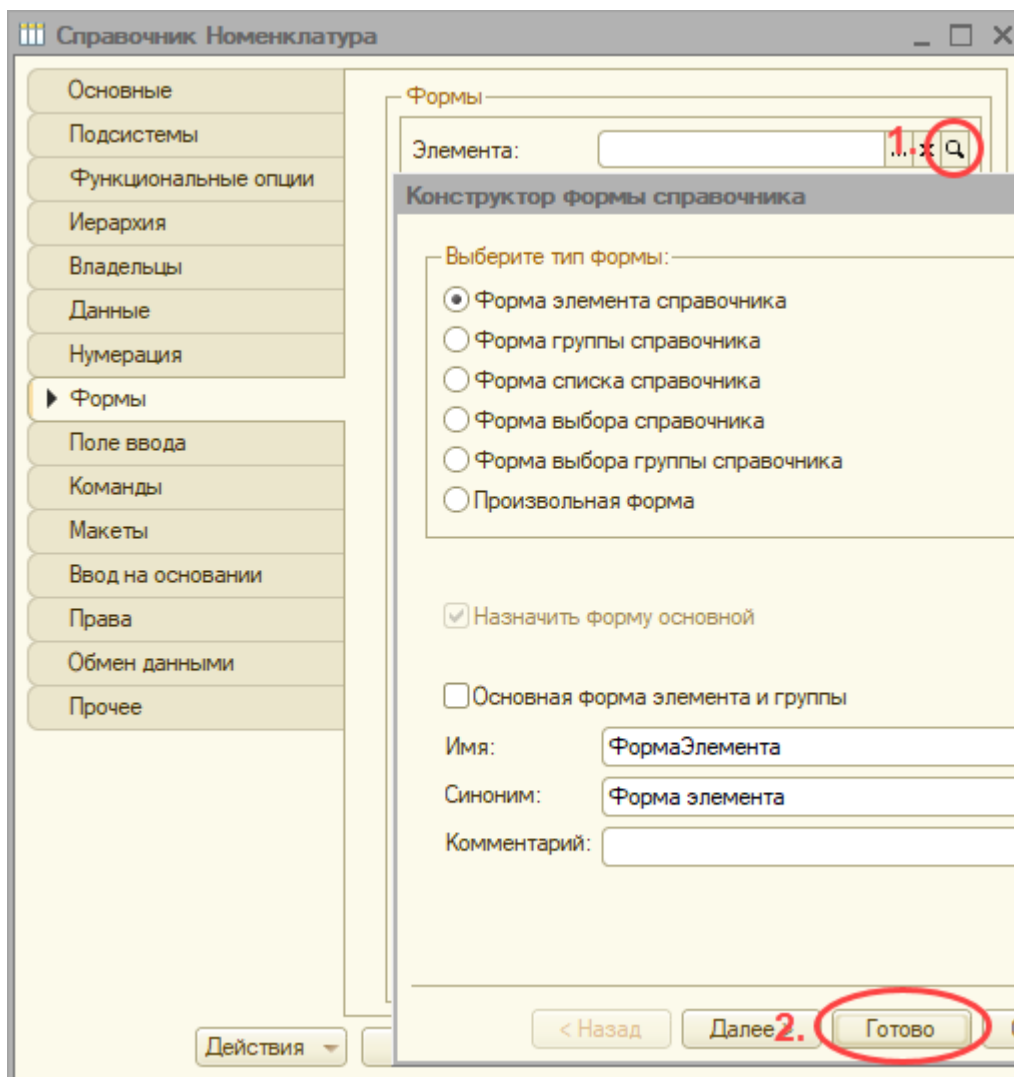 Справочник Номенклатура
Основные
Подсистемы
Функциональные опции
Иерархия
Владельцы
Данные
Нумерация
Формы
Поле ввода
Команды
Макеты
Ввод на основании
Права
Обмен данными
Прочее
Формы
Элемента:
1.
Конструктор формы справочника
Выберите тип формы:
Форма элемента справочника
Форма группы справочника
Форма списка справочника
Форма выбора справочника
Форма выбора группы справочника
Произвольная форма
Назначить форму основной
Основная форма элемента и группы
Имя: ФормаЭлемента
Синоним: Форма элемента
Комментарий:
Действия
< Назад Далее > 2. Готово